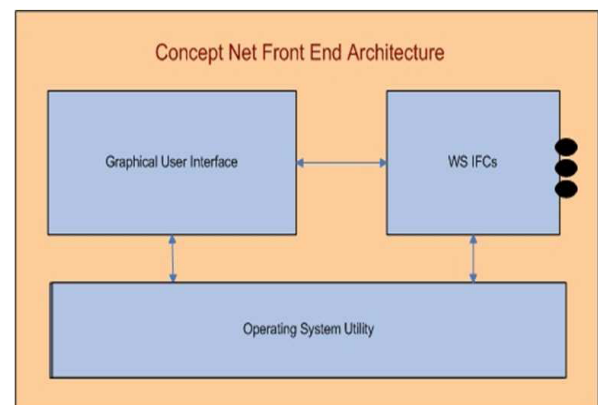 Concept Net Front End Architecture
Graphical User Interface
WS IFCs
Operating System Utility